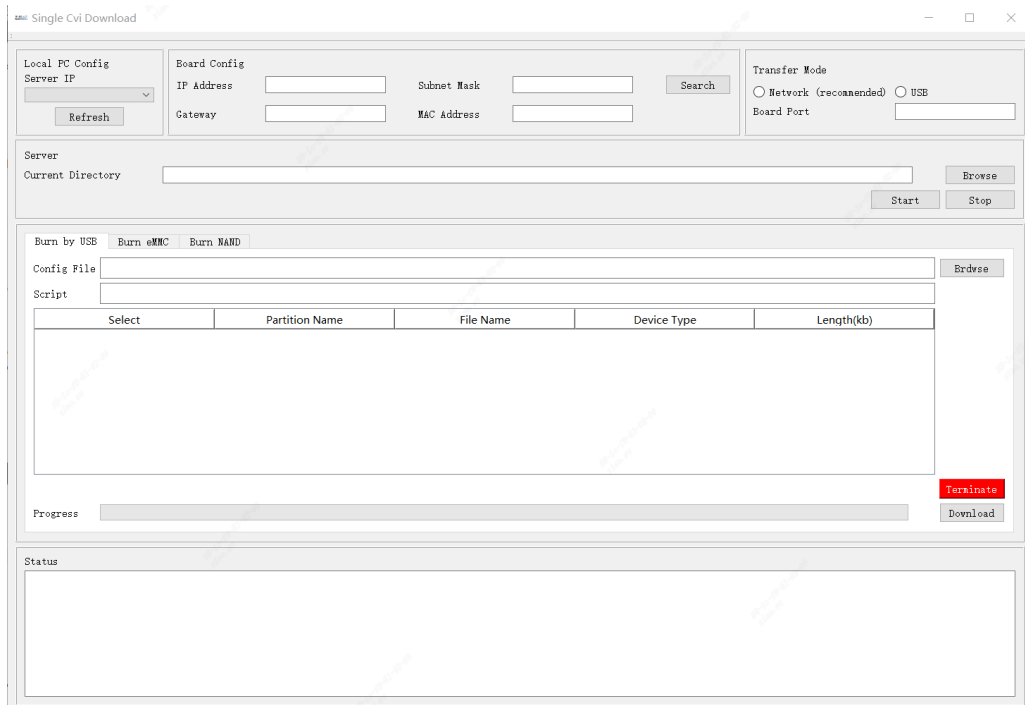 Single Cvi Download
Local PC Config
Server IP
Refresh
Board Config
IP Address
Subnet Mask
Search
Gateway
MAC Address
Transfer Mode
Network (recommended)
USB
Board Port
Server
Current Directory
Browse
Start
Stop
Burn by USB
Burn eMMC
Burn NAND
Config File
Brdwse
Script
Select
Partition Name
File Name
Device Type
Length(kb)
Terminate
Progress
Download
Status